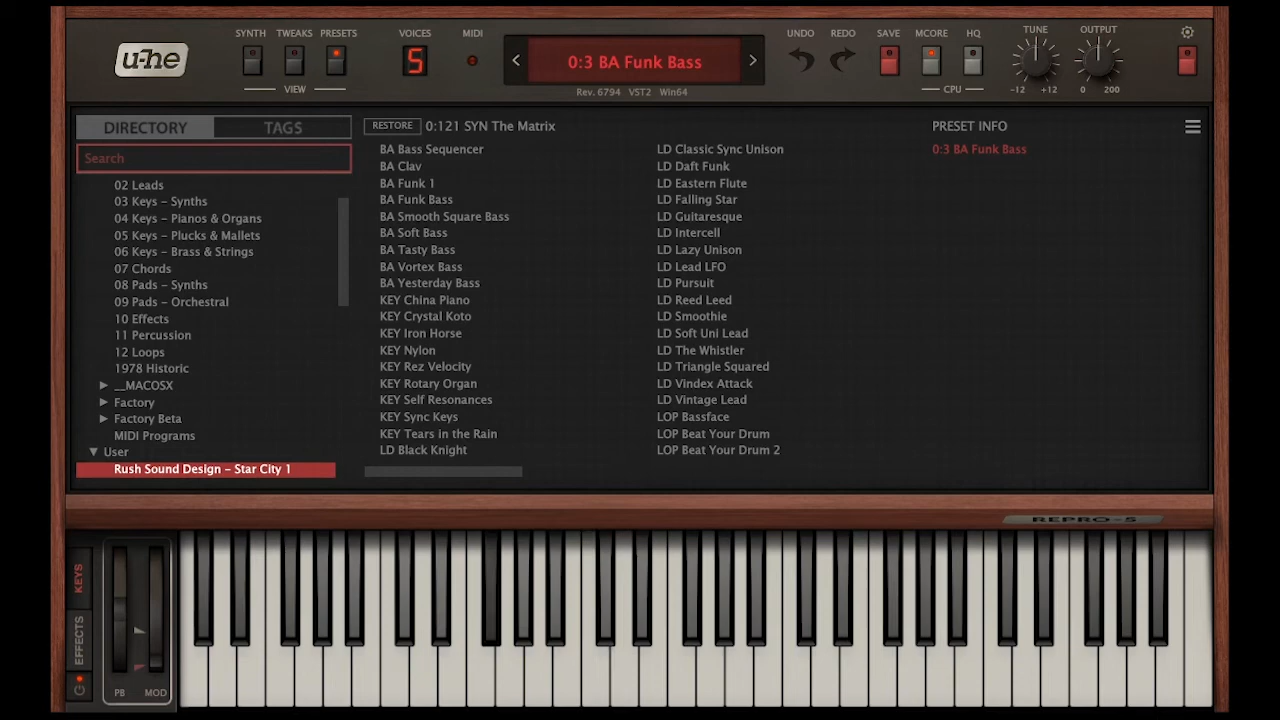 SYNTH TWEAKS PRESETS VOICES MIDI UNDO REDO SAVE MCORE HQ TUNE OUTPUT
u-he
5
0:3 BA Funk Bass
VIEW
CPU
-12 +12
0 200
Rev. 6794 VST2 Win64
DIRECTORY
TAGS
Search
02 Leads
03 Keys - Synths
04 Keys - Pianos & Organs
05 Keys - Plucks & Mallets
06 Keys - Brass & Strings
07 Chords
08 Pads - Synths
09 Pads - Orchestral
10 Effects
11 Percussion
12 Loops
1978 Historic
__MACOSX
Factory
Factory Beta
MIDI Programs
User
Rush Sound Design - Star City 1
RESTORE
0:121 SYN The Matrix
BA Bass Sequencer
BA Clav
BA Funk 1
BA Funk Bass
BA Smooth Square Bass
BA Soft Bass
BA Tasty Bass
BA Vortex Bass
BA Yesterday Bass
KEY China Piano
KEY Crystal Koto
KEY Iron Horse
KEY Nylon
KEY Rez Velocity
KEY Rotary Organ
KEY Self Resonances
KEY Sync Keys
KEY Tears in the Rain
LD Black Knight
LD Classic Sync Unison
LD Daft Funk
LD Eastern Flute
LD Falling Star
LD Guitaresque
LD Intercell
LD Lazy Unison
LD Lead LFO
LD Pursuit
LD Reed Leed
LD Smoothie
LD Soft Uni Lead
LD The Whistler
LD Triangle Squared
LD Vindex Attack
LD Vintage Lead
LOP Bassface
LOP Beat Your Drum
LOP Beat Your Drum 2
PRESET INFO
0:3 BA Funk Bass
REPRO-5
KEYS
EFFECTS
PB
MOD